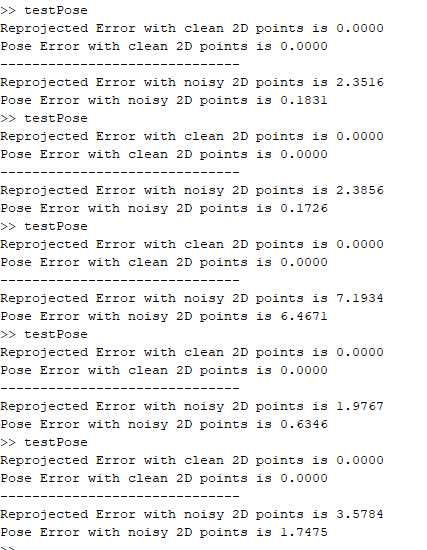 >> testPose
Reprojected Error with clean 2D points is 0.0000
Pose Error with clean 2D points is 0.0000
------------------------------
Reprojected Error with noisy 2D points is 2.3516
Pose Error with noisy 2D points is 0.1831
>> testPose
Reprojected Error with clean 2D points is 0.0000
Pose Error with clean 2D points is 0.0000
------------------------------
Reprojected Error with noisy 2D points is 2.3856
Pose Error with noisy 2D points is 0.1726
>> testPose
Reprojected Error with clean 2D points is 0.0000
Pose Error with clean 2D points is 0.0000
------------------------------
Reprojected Error with noisy 2D points is 7.1934
Pose Error with noisy 2D points is 6.4671
>> testPose
Reprojected Error with clean 2D points is 0.0000
Pose Error with clean 2D points is 0.0000
------------------------------
Reprojected Error with noisy 2D points is 1.9767
Pose Error with noisy 2D points is 0.6346
>> testPose
Reprojected Error with clean 2D points is 0.0000
Pose Error with clean 2D points is 0.0000
------------------------------
Reprojected Error with noisy 2D points is 3.5784
Pose Error with noisy 2D points is 1.7475
>>